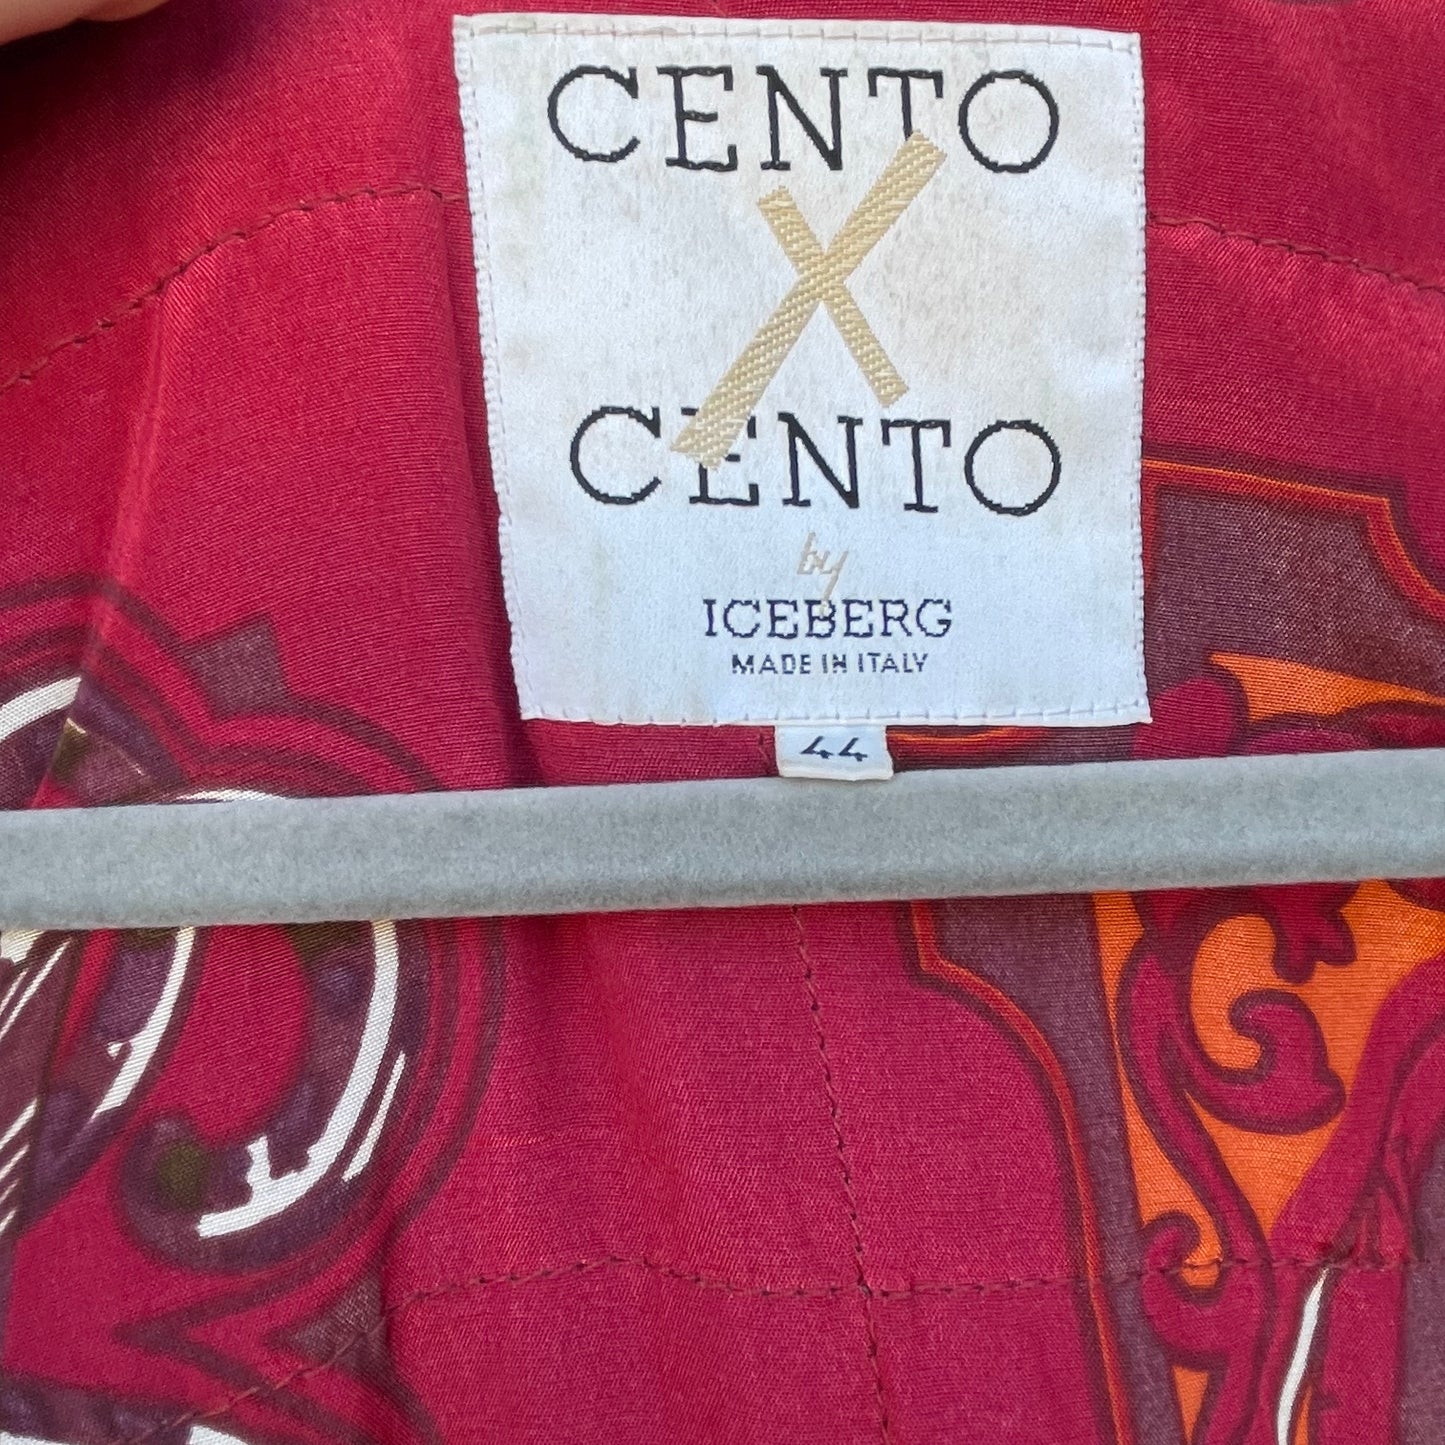 CENTO
X
CENTO
by
ICEBERG
MADE IN ITALY
44